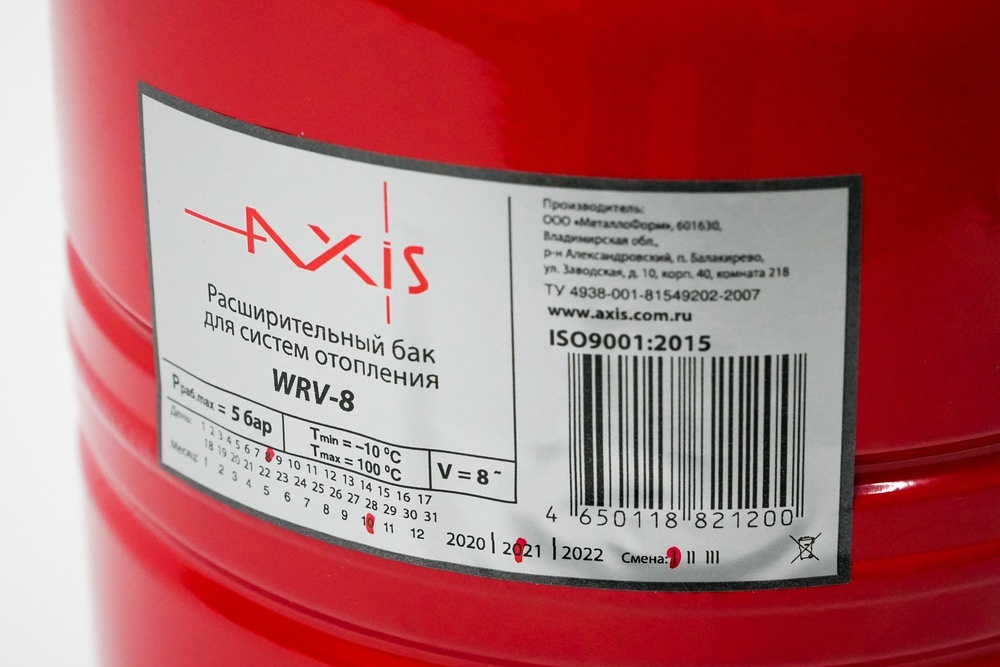 AXIS
Расширительный бак
для систем отопления
WRV-8
Pраб.max = 5 бар
Tmin = –10 ºC
Tmax = 100 ºC
V = 8 ˜
День: 1 2 3 4 5 6 7 8 9 10 11 12 13 14 15 16 17
18 19 20 21 22 23 24 25 26 27 28 29 30 31
Месяц: 1 2 3 4 5 6 7 8 9 10 11 12
2020 | 2021 | 2022 Смена: I II III
Производитель:
ООО «МеталлоФорм», 601630,
Владимирская обл.,
р-н Александровский, п. Балакирево,
ул. Заводская, д. 10, корп. 40, комната 218
ТУ 4938-001-81549202-2007
www.axis.com.ru
ISO9001:2015
4 650118 821200